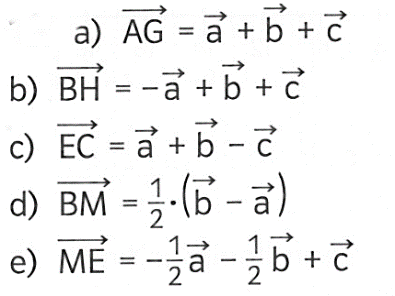 a) $\overrightarrow{AG} = \vec{a} + \vec{b} + \vec{c}$
b) $\overrightarrow{BH} = -\vec{a} + \vec{b} + \vec{c}$
c) $\overrightarrow{EC} = \vec{a} + \vec{b} - \vec{c}$
d) $\overrightarrow{BM} = \frac{1}{2} \cdot (\vec{b} - \vec{a})$
e) $\overrightarrow{ME} = -\frac{1}{2}\vec{a} - \frac{1}{2}\vec{b} + \vec{c}$